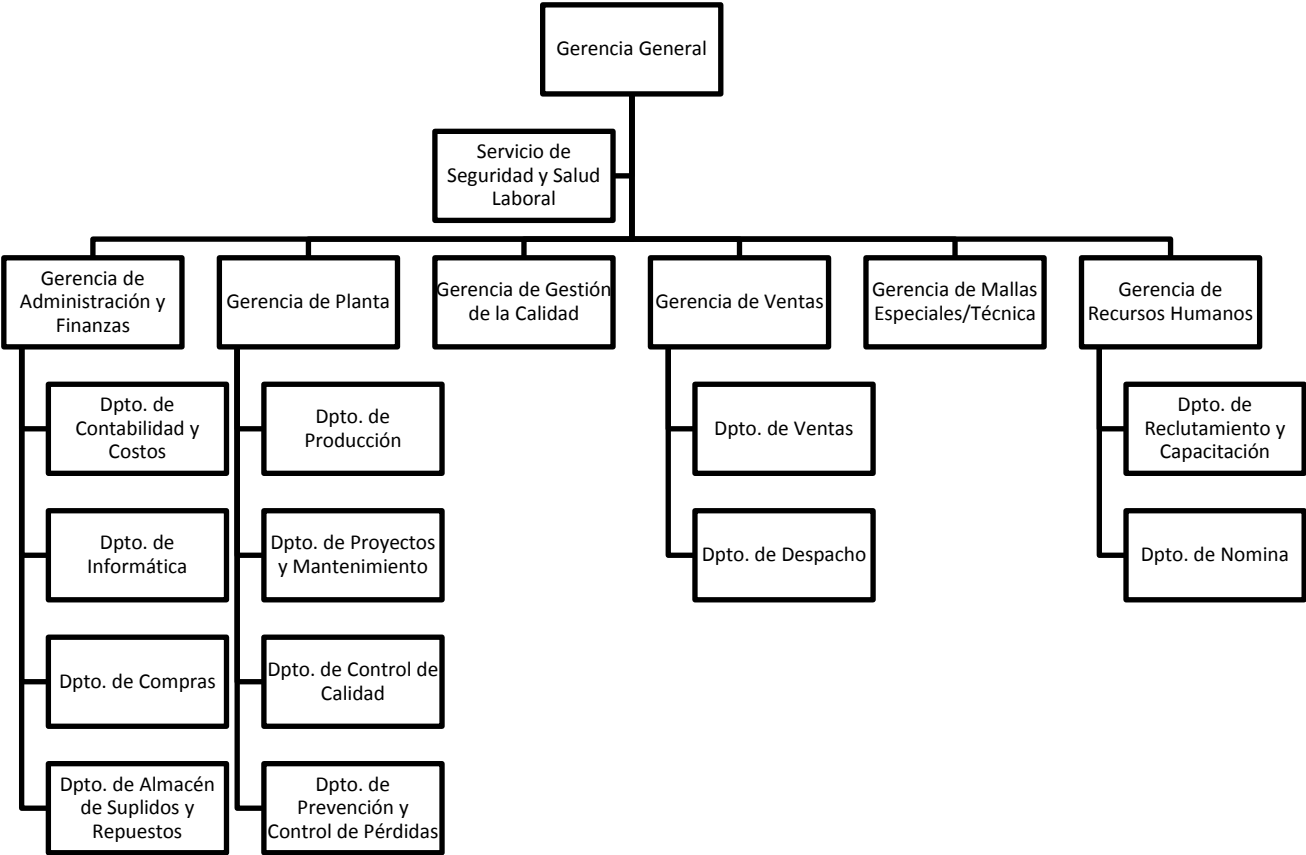 Gerencia General
Servicio de
Seguridad y Salud
Laboral
Gerencia de
Administración y
Finanzas
Gerencia de Planta
Gerencia de Gestión
de la Calidad
Gerencia de Ventas
Gerencia de Mallas
Especiales/Técnica
Gerencia de
Recursos Humanos
Dpto. de
Contabilidad y
Costos
Dpto. de
Informática
Dpto. de Compras
Dpto. de Almacén
de Suplidos y
Repuestos
Dpto. de
Producción
Dpto. de Proyectos
y Mantenimiento
Dpto. de Control de
Calidad
Dpto. de
Prevención y
Control de Pérdidas
Dpto. de Ventas
Dpto. de Despacho
Dpto. de
Reclutamiento y
Capacitación
Dpto. de Nomina